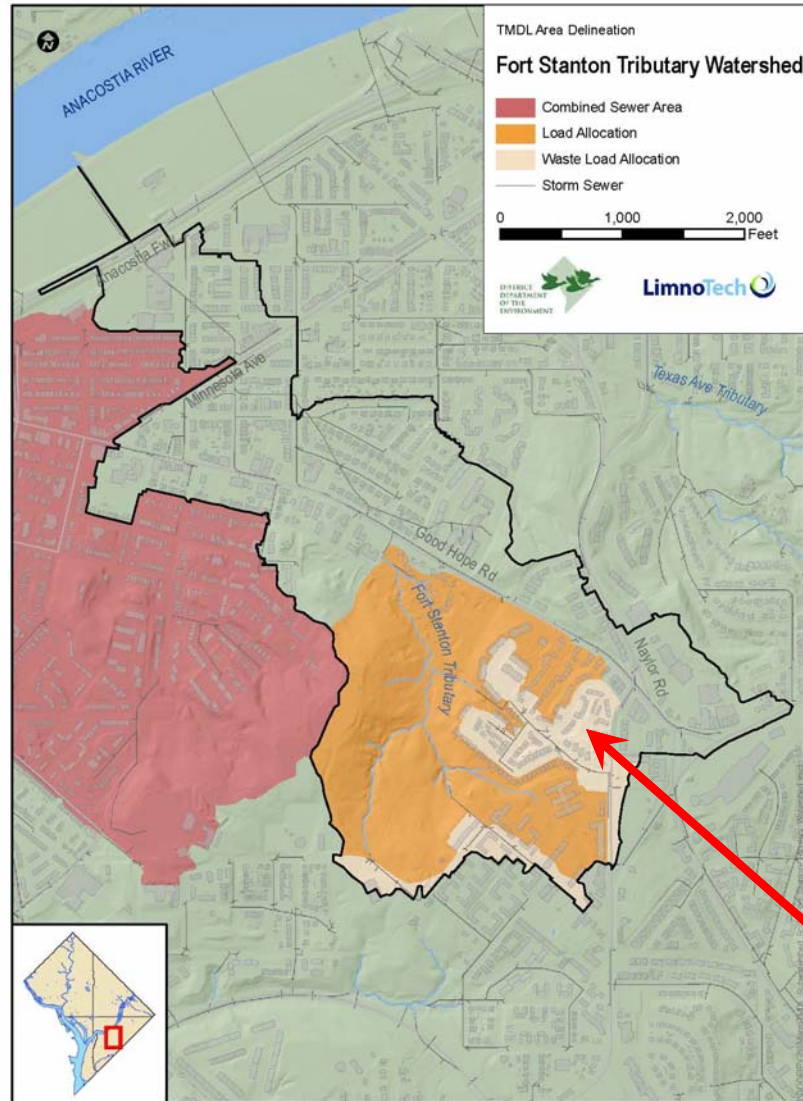 TMDL Area Delineation
Fort Stanton Tributary Watershed
Combined Sewer Area
Load Allocation
Waste Load Allocation
Storm Sewer
0 1,000 2,000
Feet
DISTRICT
DEPARTMENT
OF THE
ENVIRONMENT
LimnoTech
N
ANACOSTIA RIVER
Anacostia Fwy
Minnesota Ave
Texas Ave Tributary
Good Hope Rd
Fort Stanton Tributary
Naylor Rd